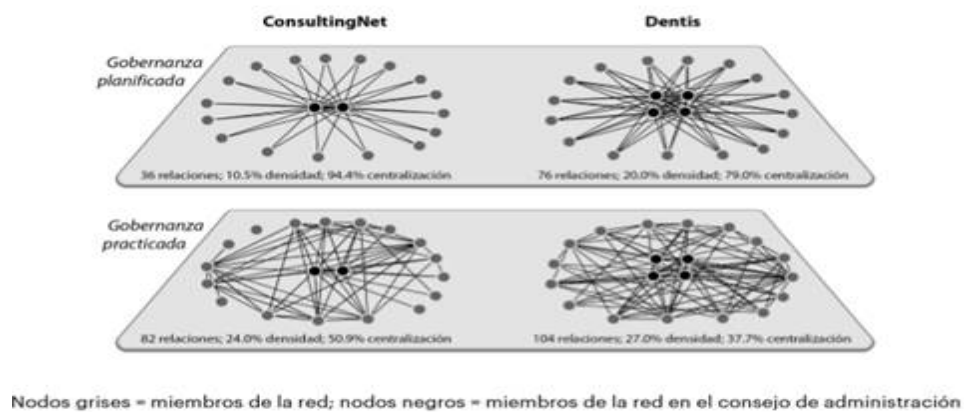 ConsultingNet
Dentis
Gobernanza
planificada
36 relaciones; 10.5% densidad; 94.4% centralización
76 relaciones; 20.0% densidad; 79.0% centralización
Gobernanza
practicada
82 relaciones; 24.0% densidad; 50.9% centralización
104 relaciones; 27.0% densidad; 37.7% centralización
Nodos grises = miembros de la red; nodos negros = miembros de la red en el consejo de administración